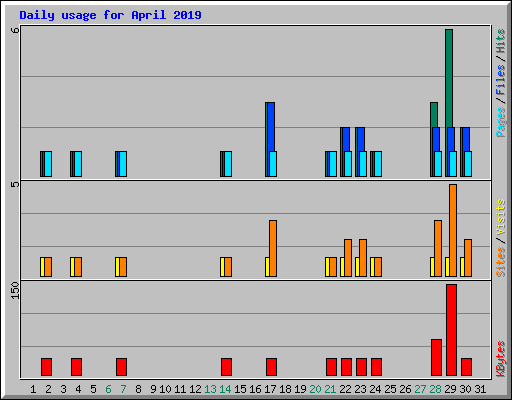 Daily usage for April 2019
6
Pages / Files / Hits
5
Sites / Visits
150
KBytes
1 2 3 4 5 6 7 8 9 10 11 12 13 14 15 16 17 18 19 20 21 22 23 24 25 26 27 28 29 30 31